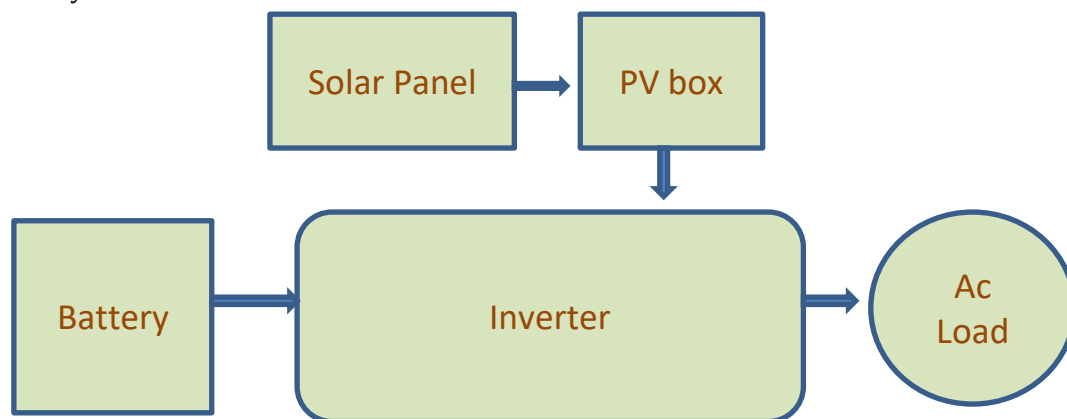 Solar Panel
PV box
Battery
Inverter
Ac
Load